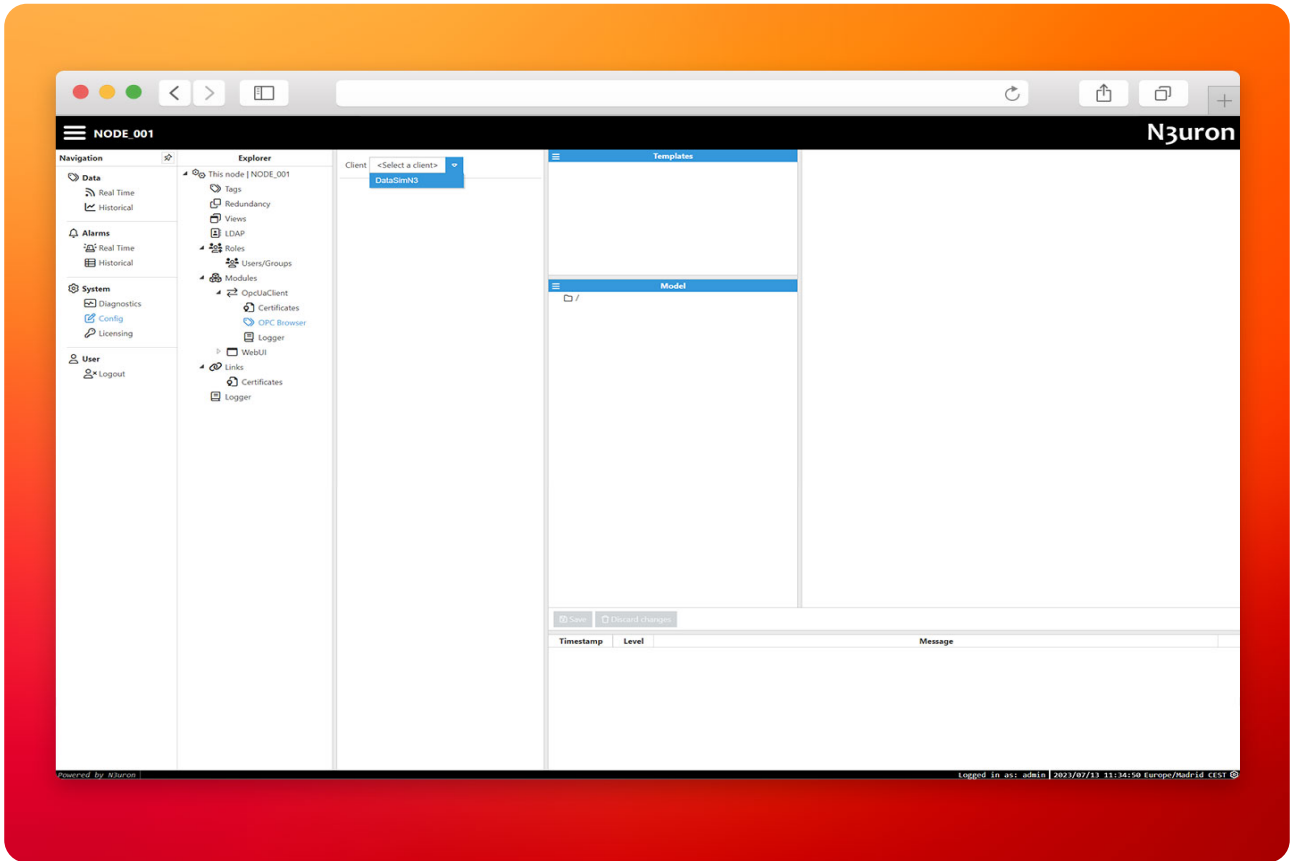 NODE_001
N3uron
Navigation
Data
Real Time
Historical
Alarms
Real Time
Historical
System
Diagnostics
Config
Licensing
User
Logout
Explorer
This node | NODE_001
Tags
Redundancy
Views
LDAP
Roles
Users/Groups
Modules
OpcUaClient
Certificates
OPC Browser
Logger
WebUI
Links
Certificates
Logger
Client <Select a client>
DataSimN3
Templates
Model
/
Save Discard changes
Timestamp Level Message
Powered by N3uron
Logged in as: admin 2023/07/13 11:34:50 Europe/Madrid CEST